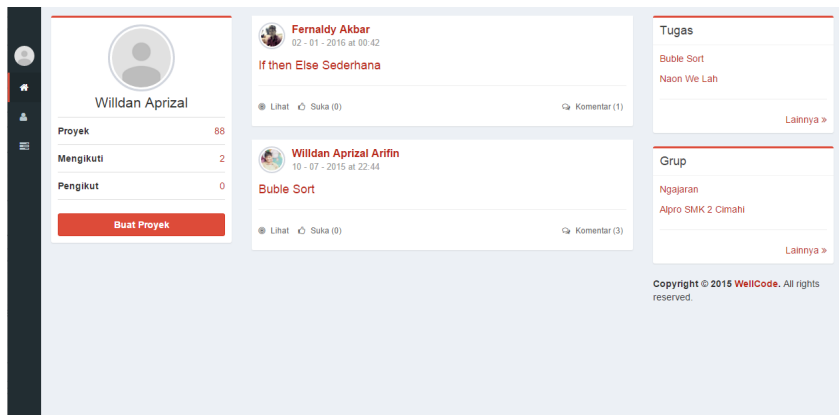 Willdan Aprizal
Proyek 88
Mengikuti 2
Pengikut 0
Buat Proyek
Fernaldy Akbar
02 - 01 - 2016 at 00:42
If then Else Sederhana
Lihat Suka (0) Komentar (1)
Willdan Aprizal Arifin
10 - 07 - 2015 at 22:44
Buble Sort
Lihat Suka (0) Komentar (3)
Tugas
Buble Sort
Naon We Lah
Lainnya »
Grup
Ngajaran
Alpro SMK 2 Cimahi
Lainnya »
Copyright © 2015 WellCode. All rights
reserved.